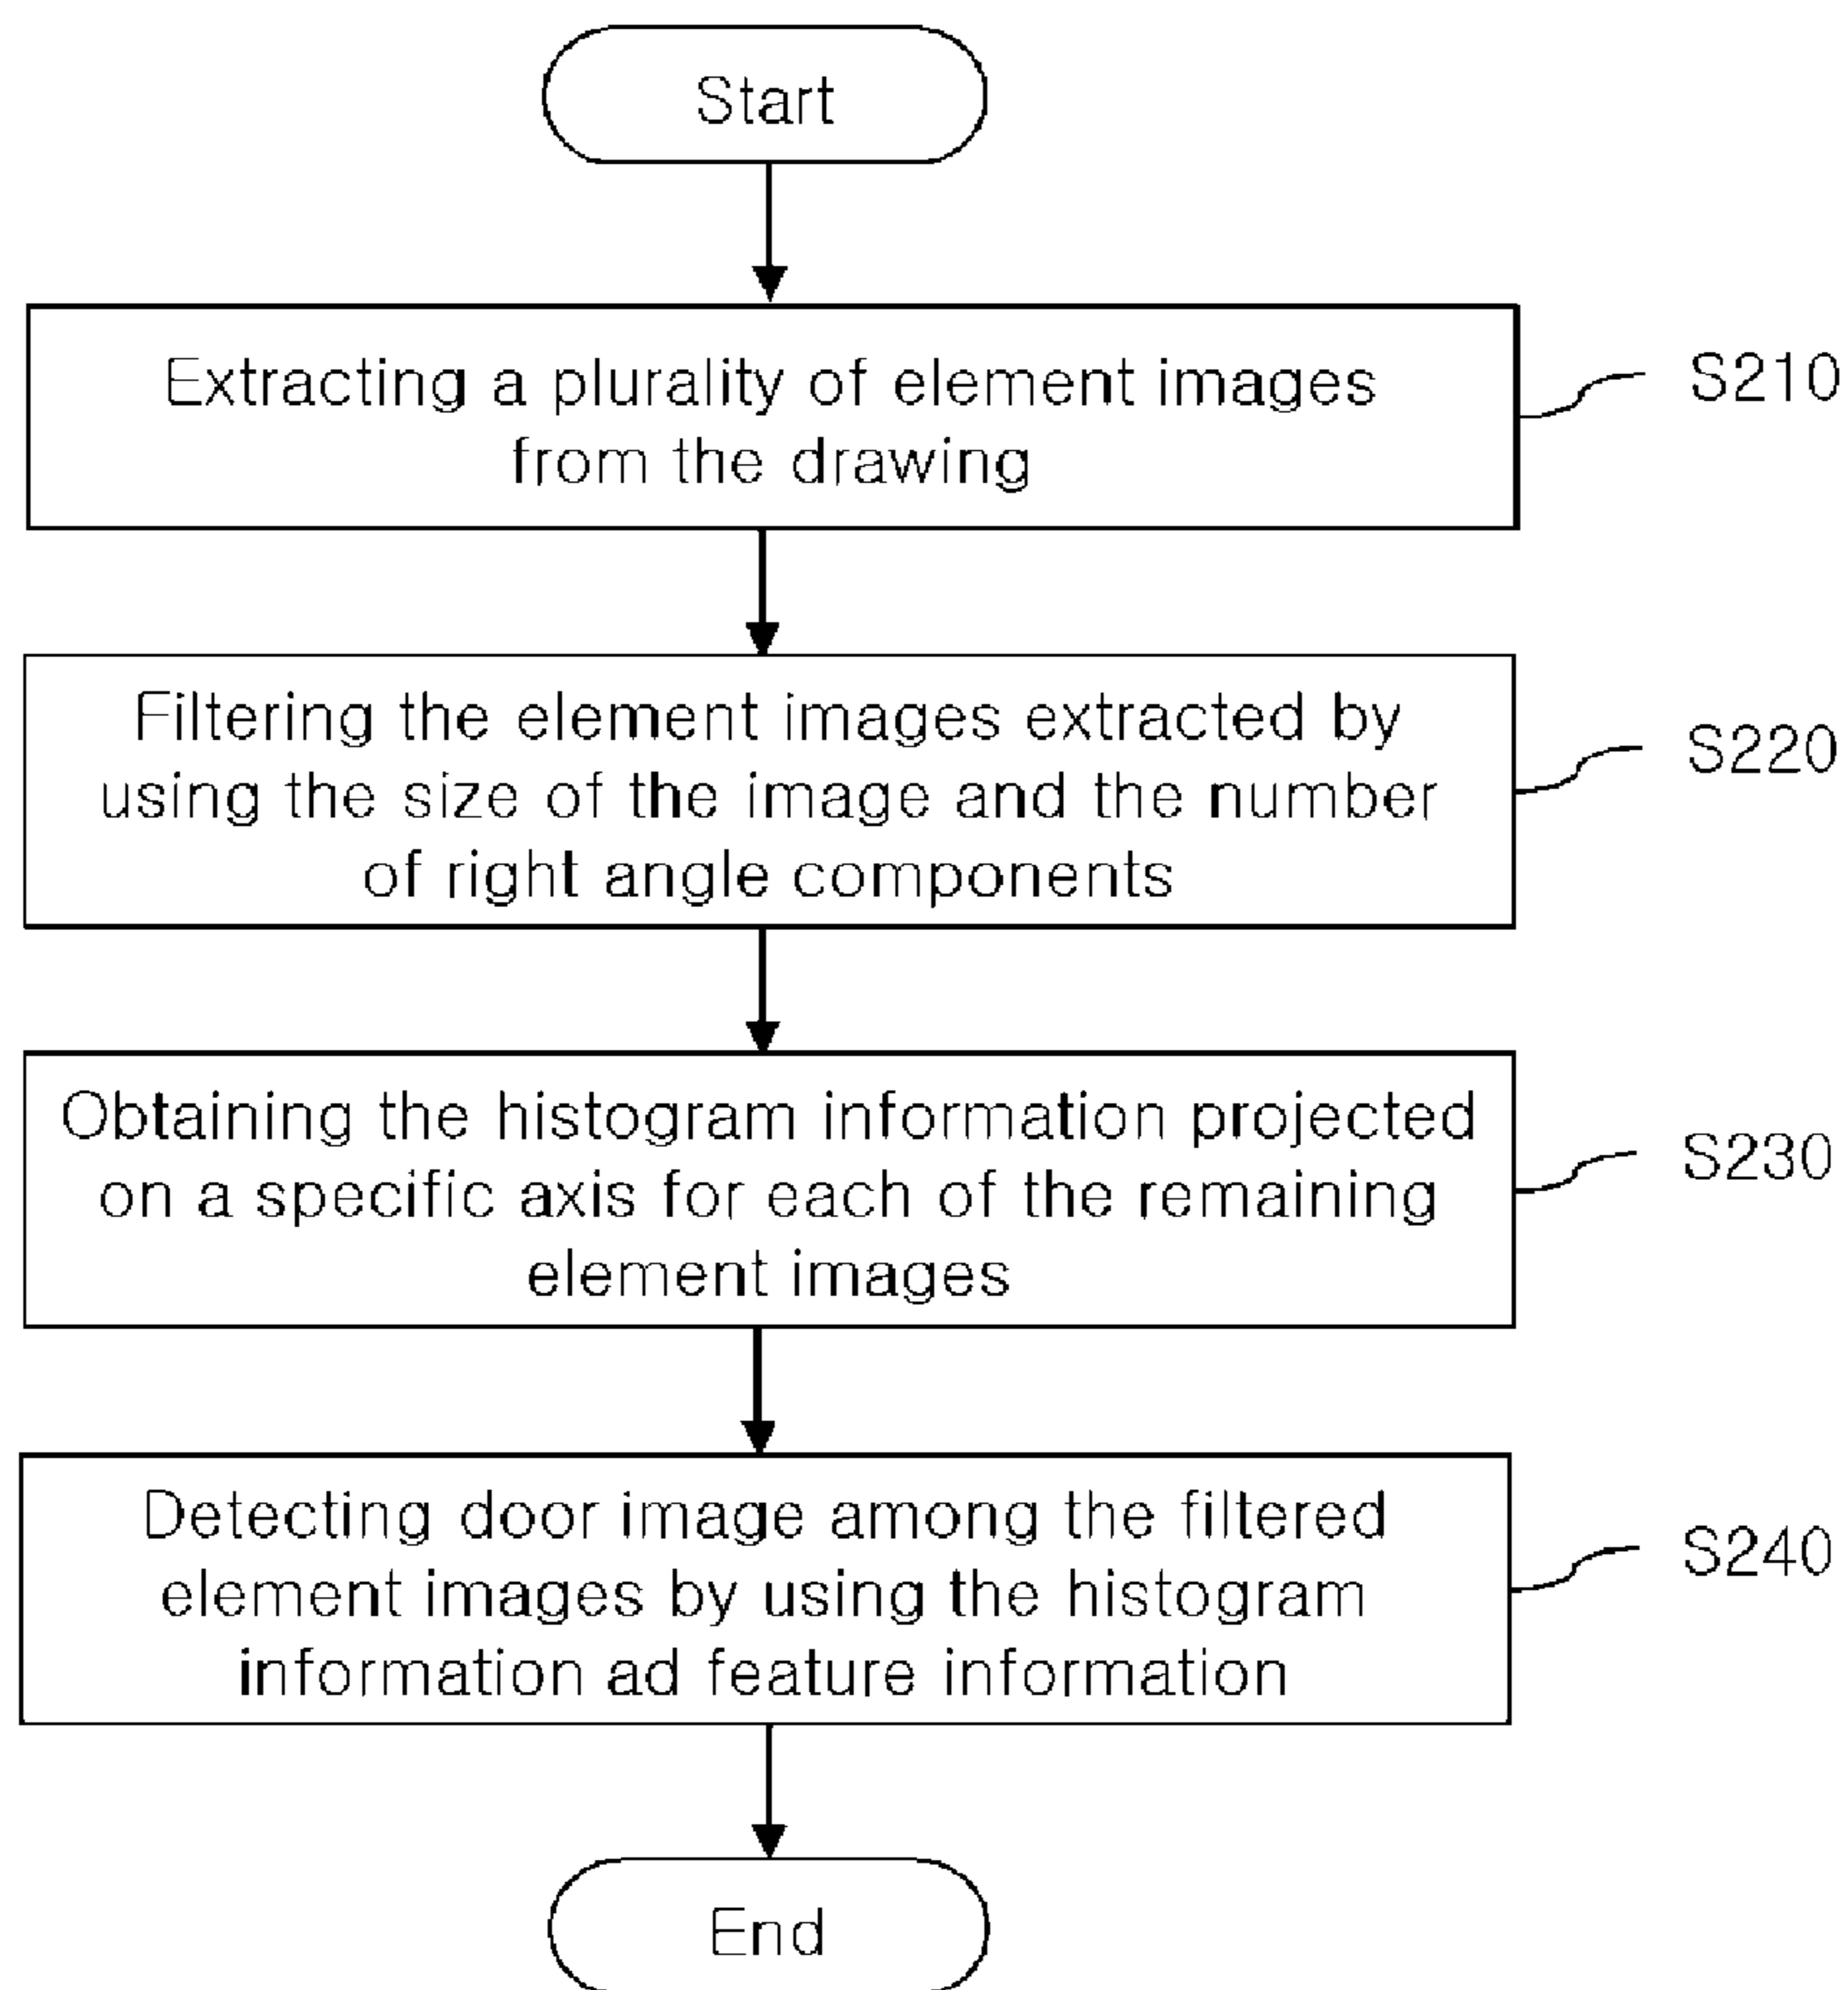 Start
Extracting a plurality of element images
from the drawing
S210
Filtering the element images extracted by
using the size of the image and the number
of right angle components
S220
Obtaining the histogram information projected
on a specific axis for each of the remaining
element images
S230
Detecting door image among the filtered
element images by using the histogram
information ad feature information
S240
End